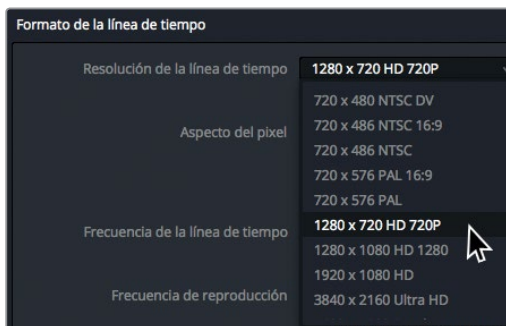 Formato de la línea de tiempo
Resolución de la línea de tiempo 1280 x 720 HD 720P
720 x 480 NTSC DV
720 x 486 NTSC 16:9
Aspecto del pixel
720 x 486 NTSC
720 x 576 PAL 16:9
720 x 576 PAL
1280 x 720 HD 720P
Frecuencia de la línea de tiempo
1280 x 1080 HD 1280
1920 x 1080 HD
Frecuencia de reproducción
3840 x 2160 Ultra HD